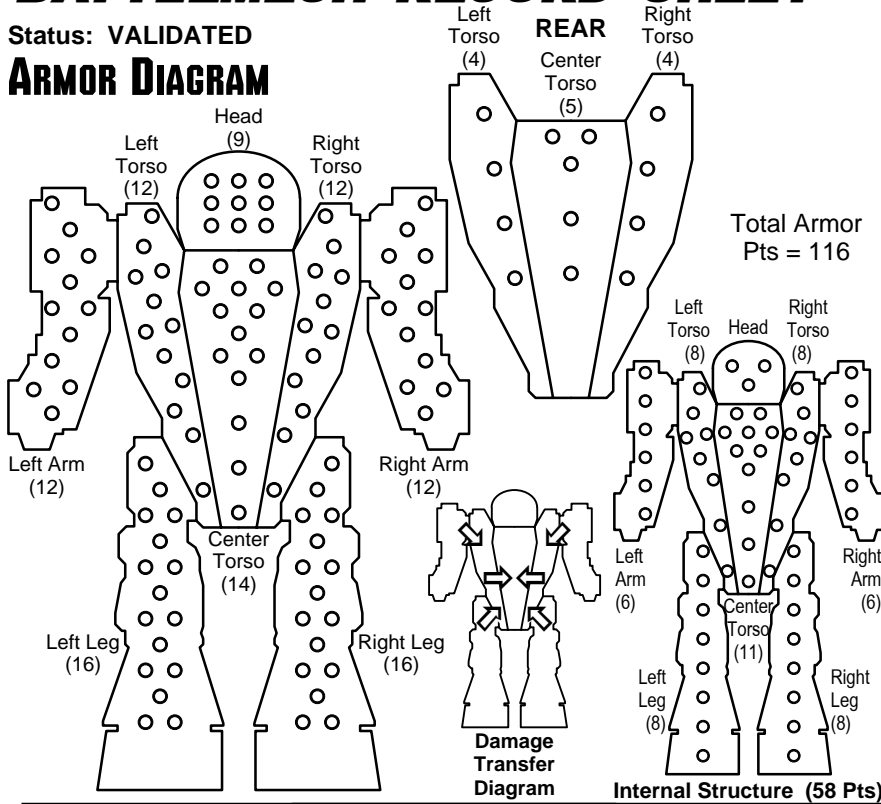 BATTLEMECH RECORD SHEET
Status: VALIDATED
ARMOR DIAGRAM
Head
(9)
Left
Torso
(12)
Right
Torso
(12)
Left Arm
(12)
Right Arm
(12)
Center
Torso
(14)
Left Leg
(16)
Right Leg
(16)
Left
Torso
(4)
REAR
Center
Torso
(5)
Right
Torso
(4)
Total Armor
Pts = 116
Left
Torso
(8)
Head
Right
Torso
(8)
Left
Arm
(6)
Right
Arm
(6)
Center
Torso
(11)
Left
Leg
(8)
Right
Leg
(8)
Damage
Transfer
Diagram
Internal Structure (58 Pts)